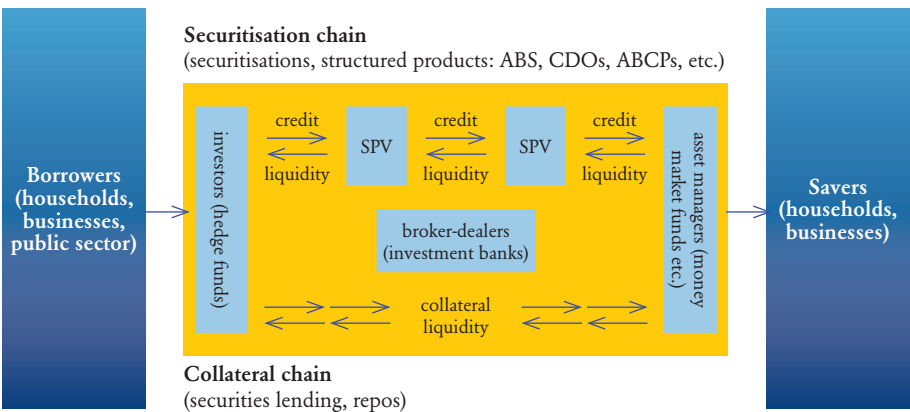 Securitisation chain
(securitisations, structured products: ABS, CDOs, ABCPs, etc.)
Borrowers
(households,
businesses,
public sector)
investors (hedge funds)
credit
liquidity
SPV
credit
liquidity
SPV
credit
liquidity
broker-dealers
(investment banks)
collateral
liquidity
asset managers (money
market funds etc.)
Savers
(households,
businesses)
Collateral chain
(securities lending, repos)